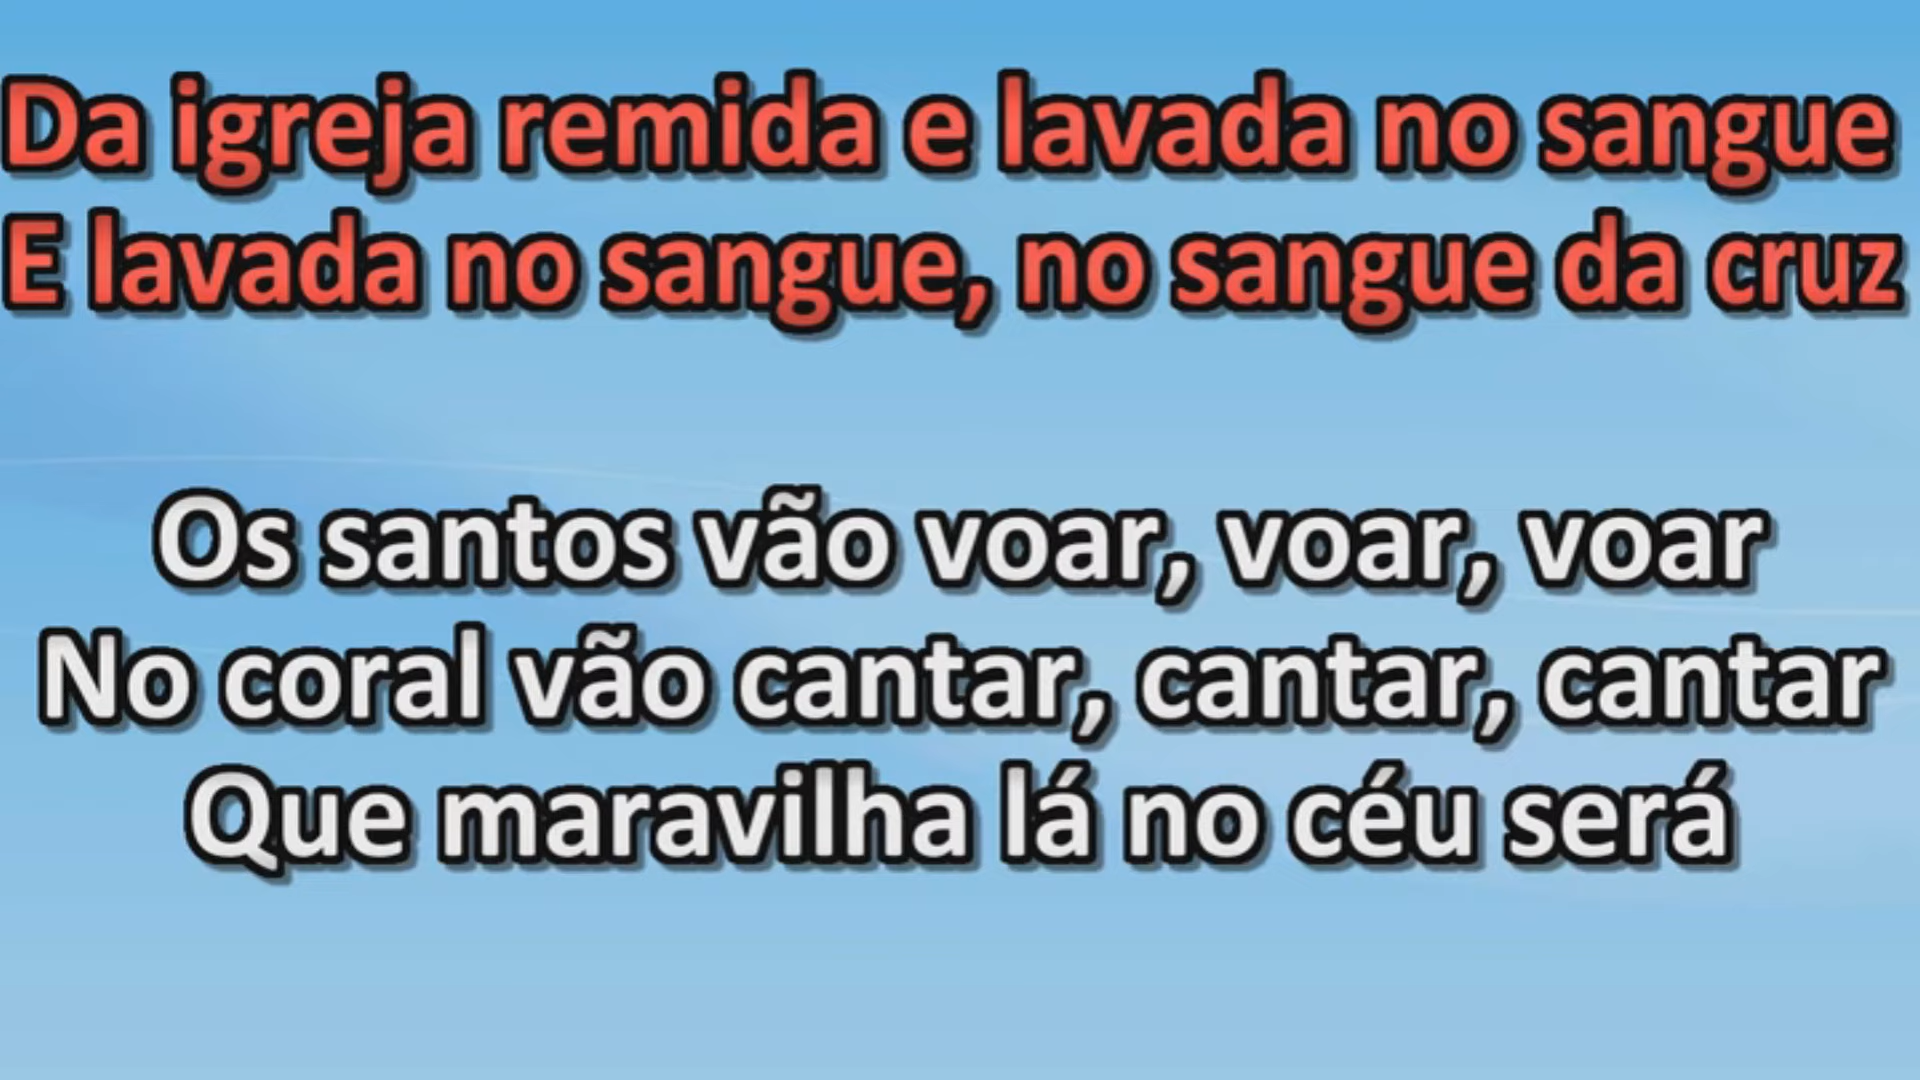 Da igreja remida e lavada no sangue
E lavada no sangue, no sangue da cruz
Os santos vão voar, voar, voar
No coral vão cantar, cantar, cantar
Que maravilha lá no céu será